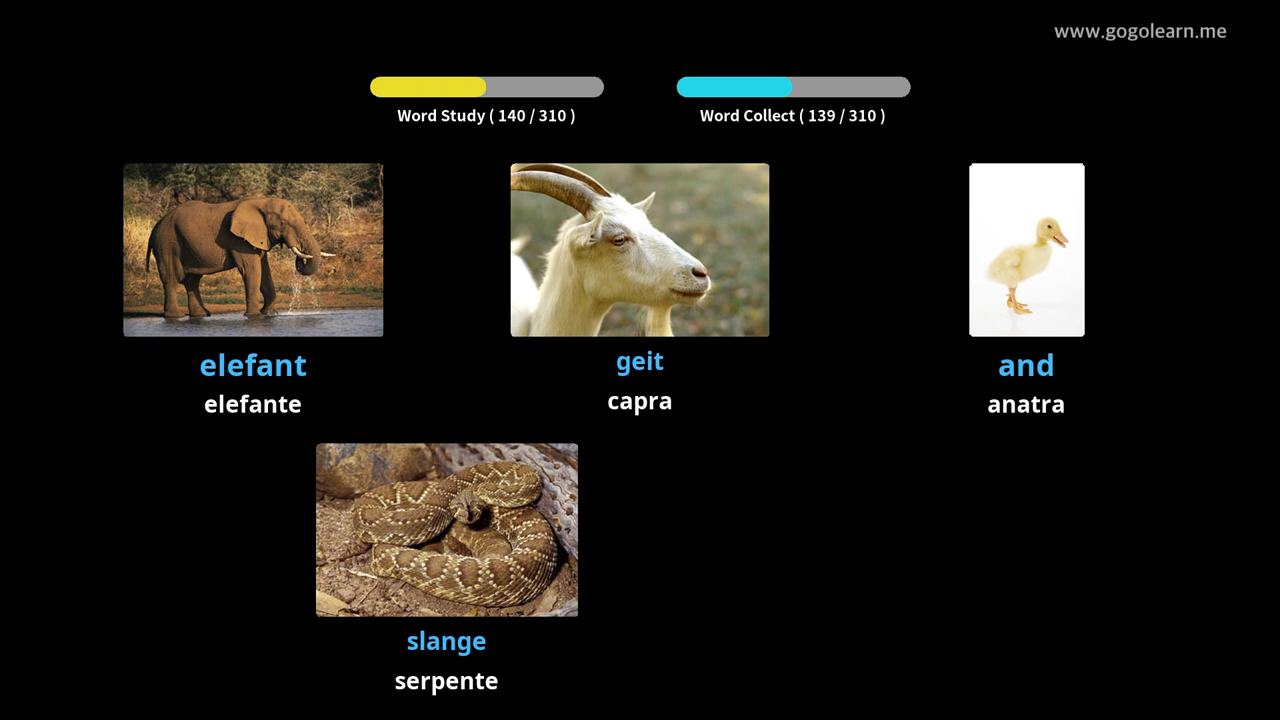 www.gogolearn.me
Word Study ( 140 / 310 )
Word Collect ( 139 / 310 )
elefant
elefante
geit
capra
and
anatra
slange
serpente